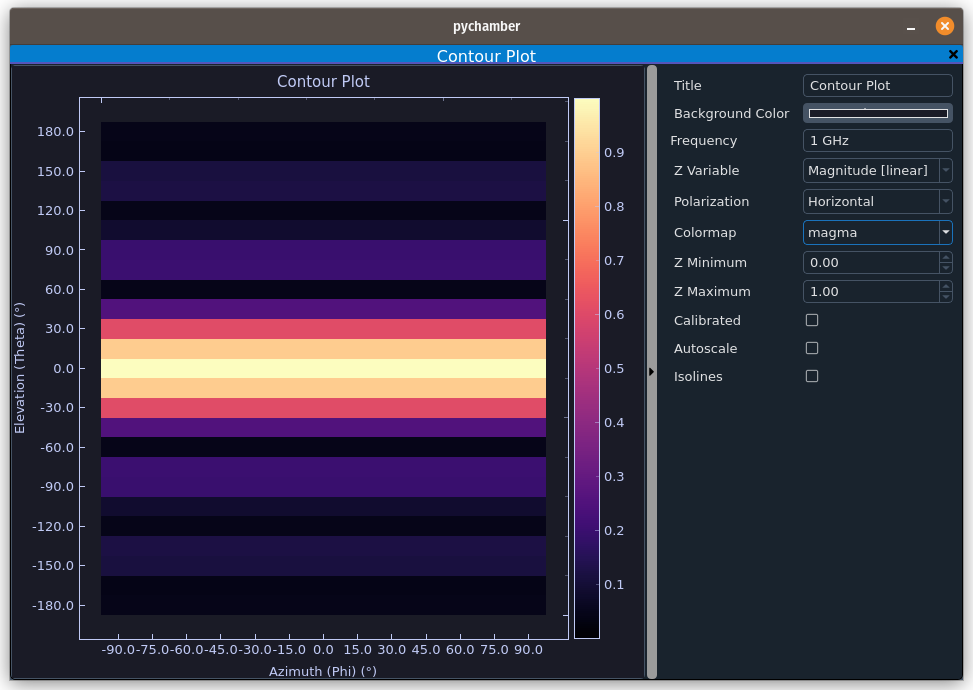 pychamber
Contour Plot
Contour Plot
180.0
150.0
120.0
90.0
60.0
30.0
0.0
-30.0
-60.0
-90.0
-120.0
-150.0
-180.0
Elevation (Theta) (°)
-90.0 -75.0 -60.0 -45.0 -30.0 -15.0 0.0 15.0 30.0 45.0 60.0 75.0 90.0
Azimuth (Phi) (°)
0.9
0.8
0.7
0.6
0.5
0.4
0.3
0.2
0.1
Title Contour Plot
Background Color
Frequency 1 GHz
Z Variable Magnitude [linear]
Polarization Horizontal
Colormap magma
Z Minimum 0.00
Z Maximum 1.00
Calibrated
Autoscale
Isolines